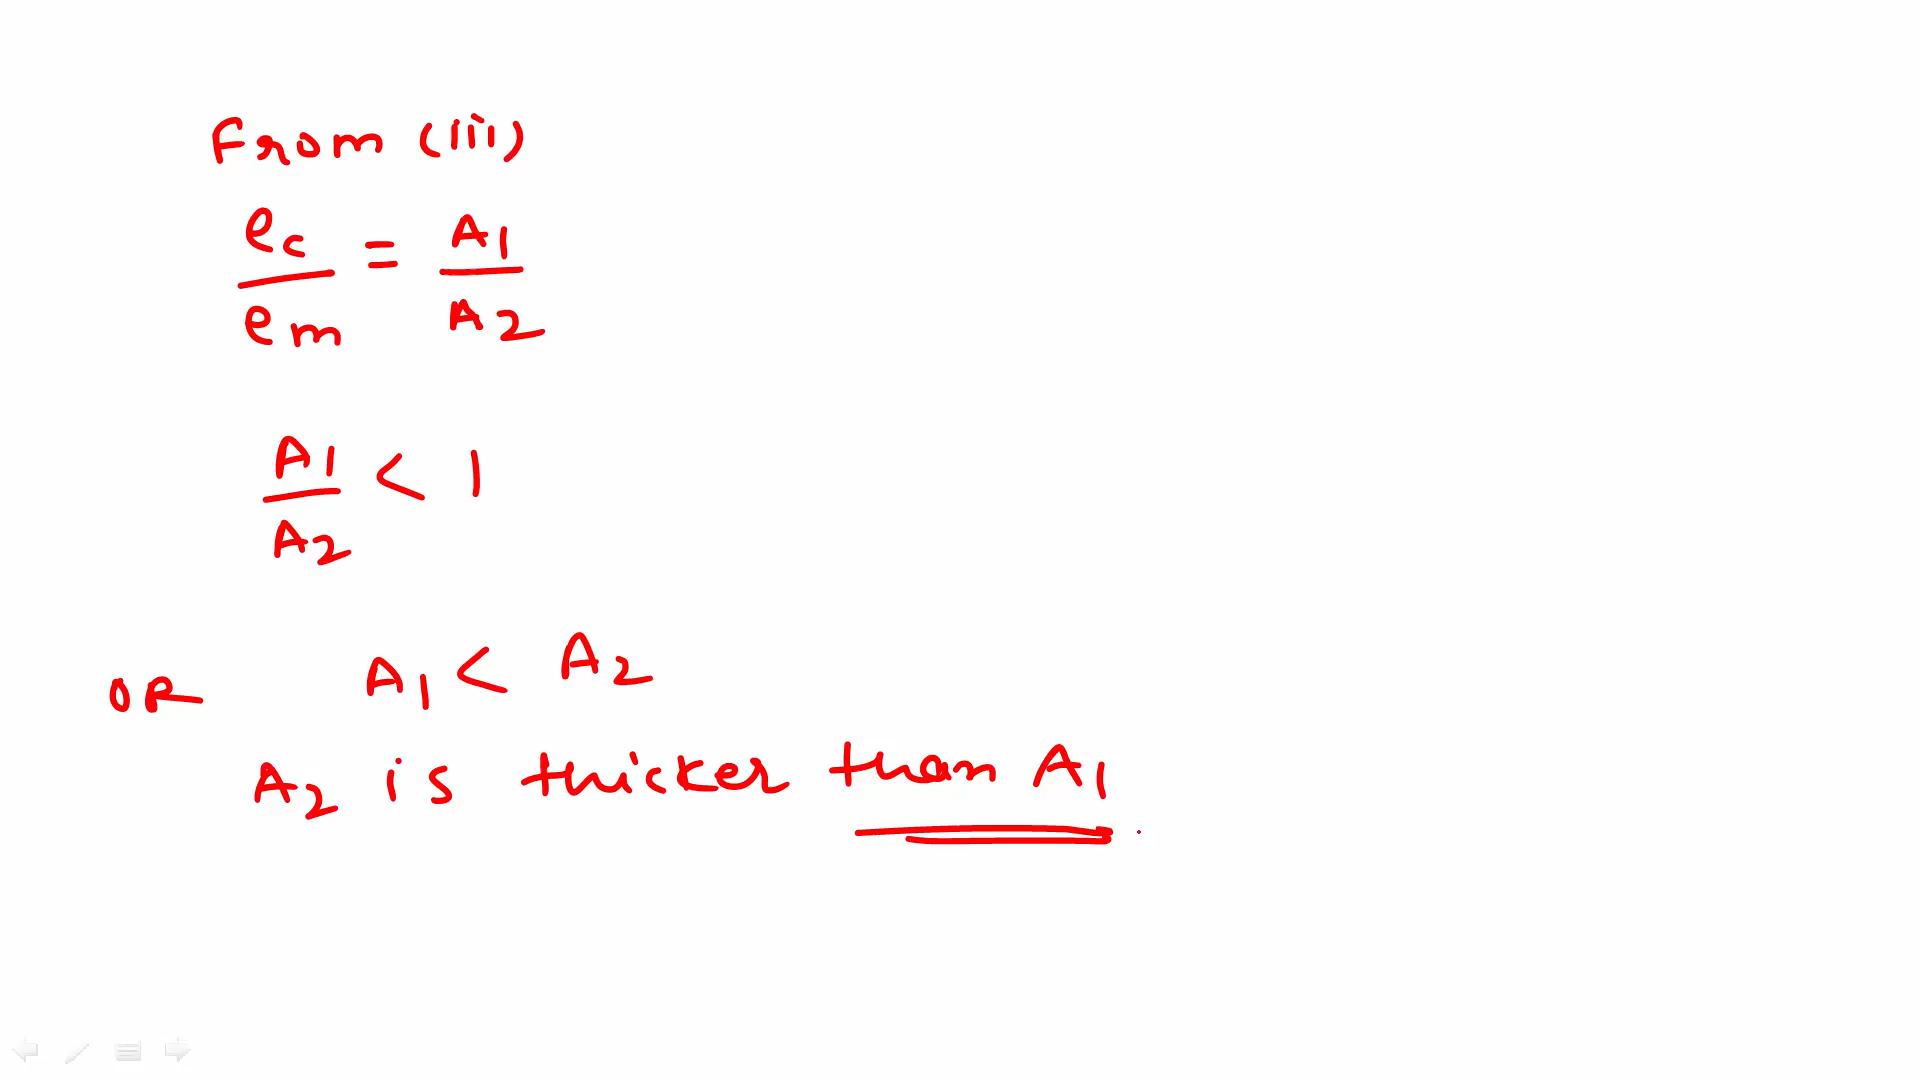 From (iii)
ec/em = A1/A2
A1/A2 < 1
OR A1 < A2
A2 is thicker than A1